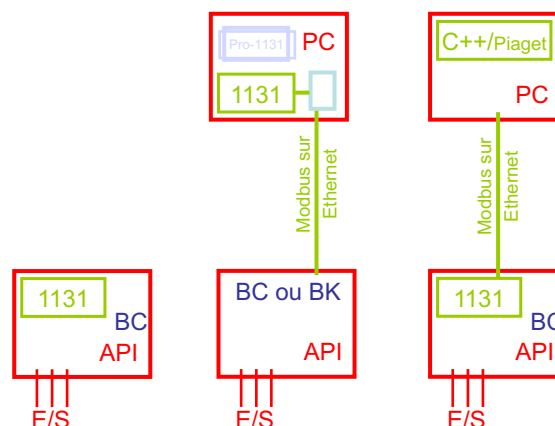 Pro-1131
PC
1131
C++/Piaget
PC
Modbus sur
Ethernet
Modbus sur
Ethernet
1131
BC
API
E/S
BC ou BK
API
E/S
1131
BC
API
E/S